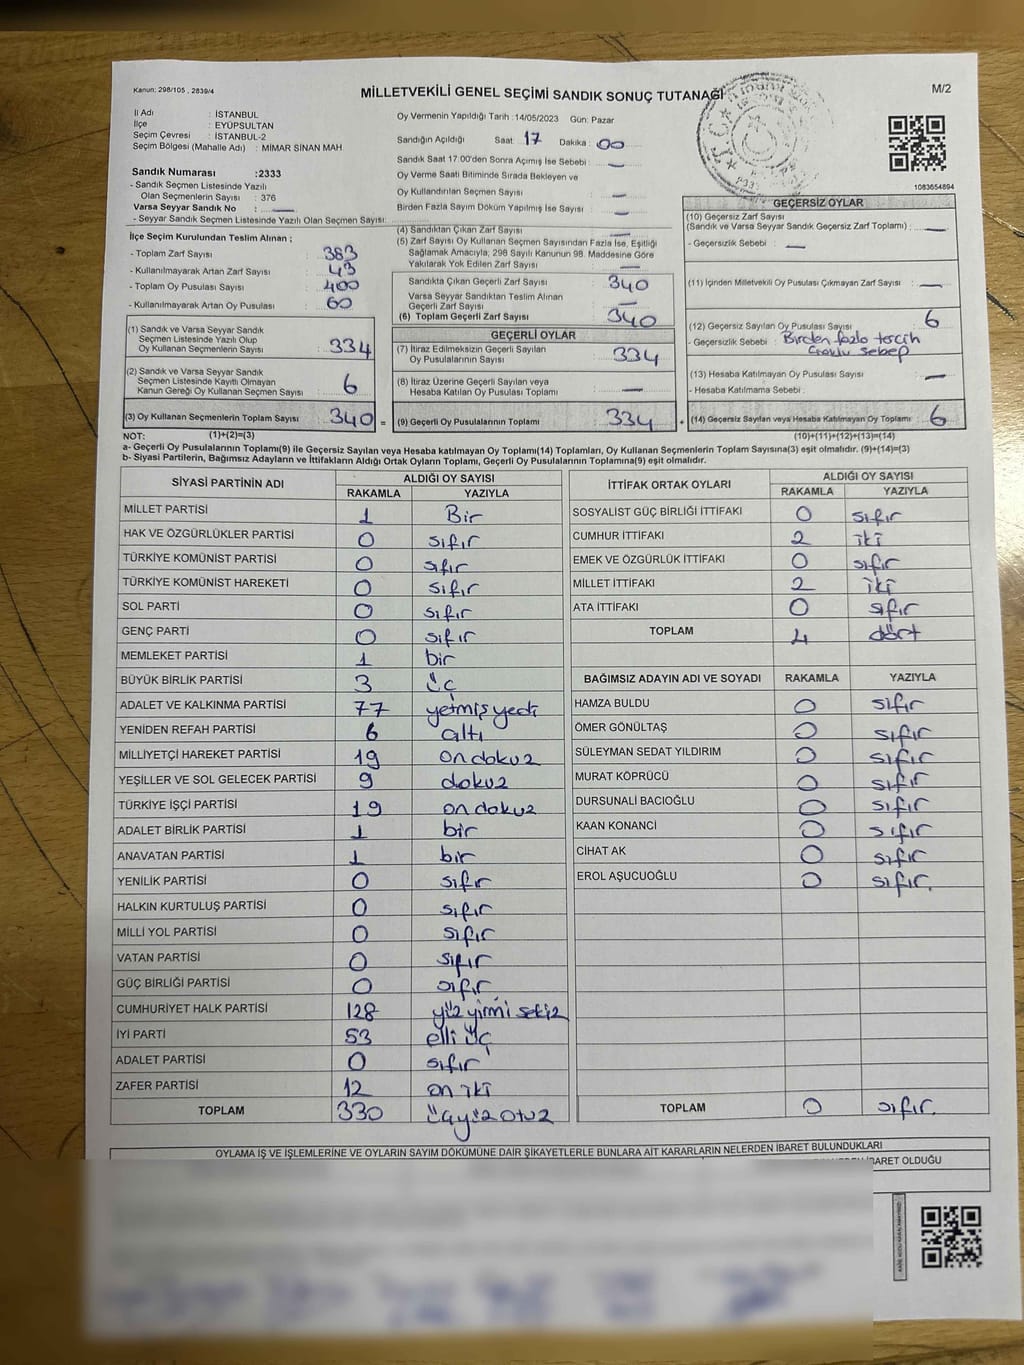 Kanun: 298/105 , 2839/4
MİLLETVEKİLİ GENEL SEÇİMİ SANDIK SONUÇ TUTANAĞI
M/2
İl Adı : İSTANBUL
İlçe : EYÜPSULTAN
Seçim Çevresi : İSTANBUL-2
Seçim Bölgesi (Mahalle Adı) : MİMAR SİNAN MAH
Sandık Numarası :2333
- Sandık Seçmen Listesinde Yazılı
Olan Seçmenlerin Sayısı : 376
Varsa Seyyar Sandık No : —
- Seyyar Sandık Seçmen Listesinde Yazılı Olan Seçmen Sayısı:
Oy Vermenin Yapıldığı Tarih :14/05/2023 Gün: Pazar
Sandığın Açıldığı Saat : 17 Dakika : 00
Sandık Saat 17:00'den Sonra Açımış İse Sebebi : —
Oy Verme Saati Bitiminde Sırada Bekleyen ve
Oy Kullandırılan Seçmen Sayısı : —
Birden Fazla Sayım Döküm Yapılmış İse Sayısı : —
1083654894
İlçe Seçim Kurulundan Teslim Alınan ;
- Toplam Zarf Sayısı : 383
- Kullanılmayarak Artan Zarf Sayısı : 43
- Toplam Oy Pusulası Sayısı : 400
- Kullanılmayarak Artan Oy Pusulası : 60
(1) Sandık ve Varsa Seyyar Sandık
Seçmen Listesinde Yazılı Olup
Oy Kullanan Seçmenlerin Sayısı : 334
(2) Sandık ve Varsa Seyyar Sandık
Seçmen Listesinde Kayıtlı Olmayan
Kanun Gereği Oy Kullanan Seçmen Sayısı : 6
(3) Oy Kullanan Seçmenlerin Toplam Sayısı : 340 =
(4) Sandıktan Çıkan Zarf Sayısı : —
(5) Zarf Sayısı Oy Kullanan Seçmen Sayısından Fazla İse, Eşitliği
Sağlamak Amacıyla, 298 Sayılı Kanunun 98. Maddesine Göre
Yakılarak Yok Edilen Zarf Sayısı : —
Sandıkta Çıkan Geçerli Zarf Sayısı : 340
Varsa Seyyar Sandıktan Teslim Alınan
Geçerli Zarf Sayısı : —
(6) Toplam Geçerli Zarf Sayısı : 340
GEÇERLİ OYLAR
(7) İtiraz Edilmeksizin Geçerli Sayılan
Oy Pusulalarının Sayısı : 334
(8) İtiraz Üzerine Geçerli Sayılan veya
Hesaba Katılan Oy Pusulası Toplamı : —
(9) Geçerli Oy Pusulalarının Toplamı : 334 +
GEÇERSİZ OYLAR
(10) Geçersiz Zarf Sayısı
(Sandık ve Varsa Seyyar Sandık Geçersiz Zarf Toplamı) : —
- Geçersizlik Sebebi : —
(11) İçinden Milletvekili Oy Pusulası Çıkmayan Zarf Sayısı : —
(12) Geçersiz Sayılan Oy Pusulası Sayısı : 6
- Geçersizlik Sebebi : Birden fazla tercih
sebep
(13) Hesaba Katılmayan Oy Pusulası Sayısı : —
- Hesaba Katılmama Sebebi :
(14) Geçersiz Sayılan veya Hesaba Katılmayan Oy Toplamı : 6
NOT: (1)+(2)=(3) (10)+(11)+(12)+(13)=(14)
a- Geçerli Oy Pusulalarının Toplamı(9) ile Geçersiz Sayılan veya Hesaba katılmayan Oy Toplamı(14) Toplamları, Oy Kullanan Seçmenlerin Toplam Sayısına(3) eşit olmalıdır. (9)+(14)=(3)
b- Siyasi Partilerin, Bağımsız Adayların ve İttifakların Aldığı Ortak Oyların Toplamı, Geçerli Oy Pusulalarının Toplamına(9) eşit olmalıdır.
SİYASİ PARTİNİN ADI ALDIĞI OY SAYISI
RAKAMLA YAZIYLA
MİLLET PARTİSİ 1 Bir
HAK VE ÖZGÜRLÜKLER PARTİSİ 0 sıfır
TÜRKİYE KOMÜNİST PARTİSİ 0 sıfır
TÜRKİYE KOMÜNİST HAREKETİ 0 sıfır
SOL PARTİ 0 sıfır
GENÇ PARTİ 0 sıfır
MEMLEKET PARTİSİ 1 bir
BÜYÜK BİRLİK PARTİSİ 3 üç
ADALET VE KALKINMA PARTİSİ 77 yetmiş yedi
YENİDEN REFAH PARTİSİ 6 altı
MİLLİYETÇİ HAREKET PARTİSİ 19 on dokuz
YEŞİLLER VE SOL GELECEK PARTİSİ 9 dokuz
TÜRKİYE İŞÇİ PARTİSİ 19 on dokuz
ADALET BİRLİK PARTİSİ 1 bir
ANAVATAN PARTİSİ 1 bir
YENİLİK PARTİSİ 0 sıfır
HALKIN KURTULUŞ PARTİSİ 0 sıfır
MİLLİ YOL PARTİSİ 0 sıfır
VATAN PARTİSİ 0 sıfır
GÜÇ BİRLİĞİ PARTİSİ 0 sıfır
CUMHURİYET HALK PARTİSİ 128 yüz yirmi sekiz
İYİ PARTİ 53 elli üç
ADALET PARTİSİ 0 sıfır
ZAFER PARTİSİ 12 on iki
TOPLAM 330 üçyüz otuz
İTTİFAK ORTAK OYLARI ALDIĞI OY SAYISI
RAKAMLA YAZIYLA
SOSYALİST GÜÇ BİRLİĞİ İTTİFAKI 0 sıfır
CUMHUR İTTİFAKI 2 iki
EMEK VE ÖZGÜRLÜK İTTİFAKI 0 sıfır
MİLLET İTTİFAKI 2 iki
ATA İTTİFAKI 0 sıfır
TOPLAM 4 dört
BAĞIMSIZ ADAYIN ADI VE SOYADI RAKAMLA YAZIYLA
HAMZA BULDU 0 sıfır
ÖMER GÖNÜLTAŞ 0 sıfır
SÜLEYMAN SEDAT YILDIRIM 0 sıfır
MURAT KÖPRÜCÜ 0 sıfır
DURSUNALİ BACIOĞLU 0 sıfır
KAAN KONANCİ 0 sıfır
CİHAT AK 0 sıfır
EROL AŞUCUOĞLU 0 sıfır.
TOPLAM 0 sıfır.
OYLAMA İŞ VE İŞLEMLERİNE VE OYLARIN SAYIM DÖKÜMÜNE DAİR ŞİKAYETLERLE BUNLARA AİT KARARLARIN NELERDEN İBARET BULUNDUKLARI
İBARET OLDUĞU